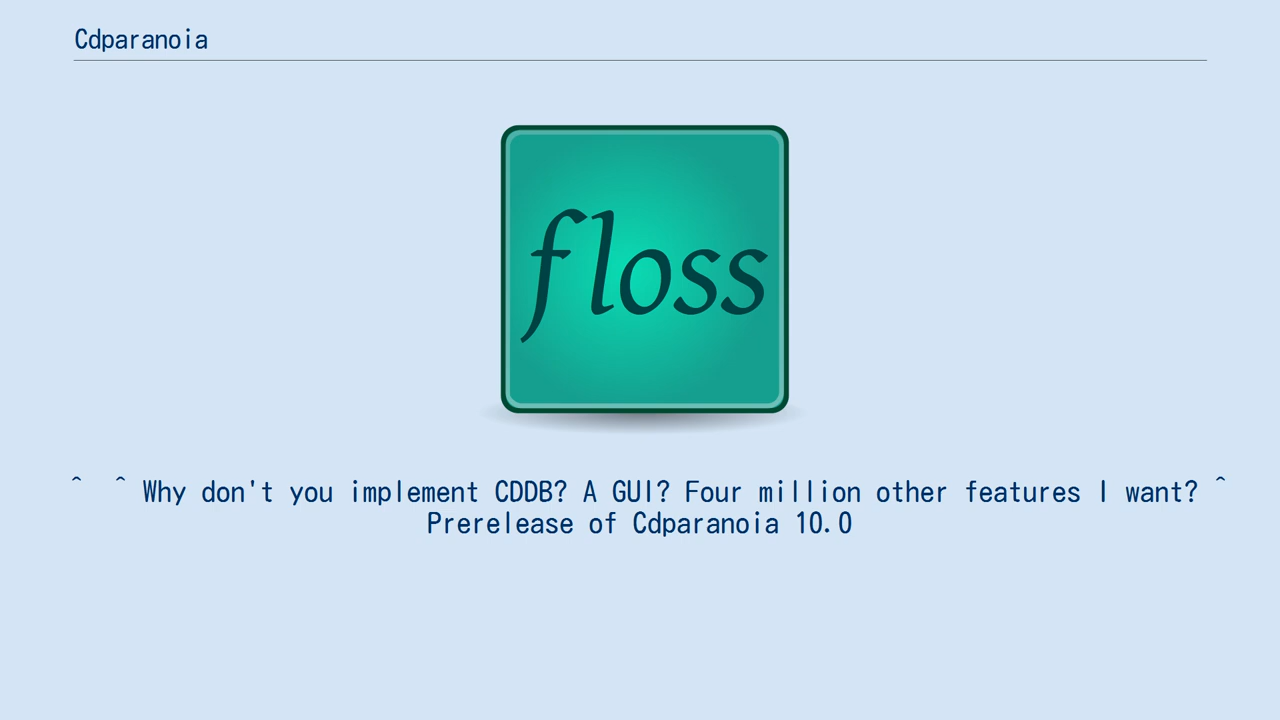 Cdparanoia
floss
^  ^ Why don't you implement CDDB? A GUI? Four million other features I want? ^
Prerelease of Cdparanoia 10.0